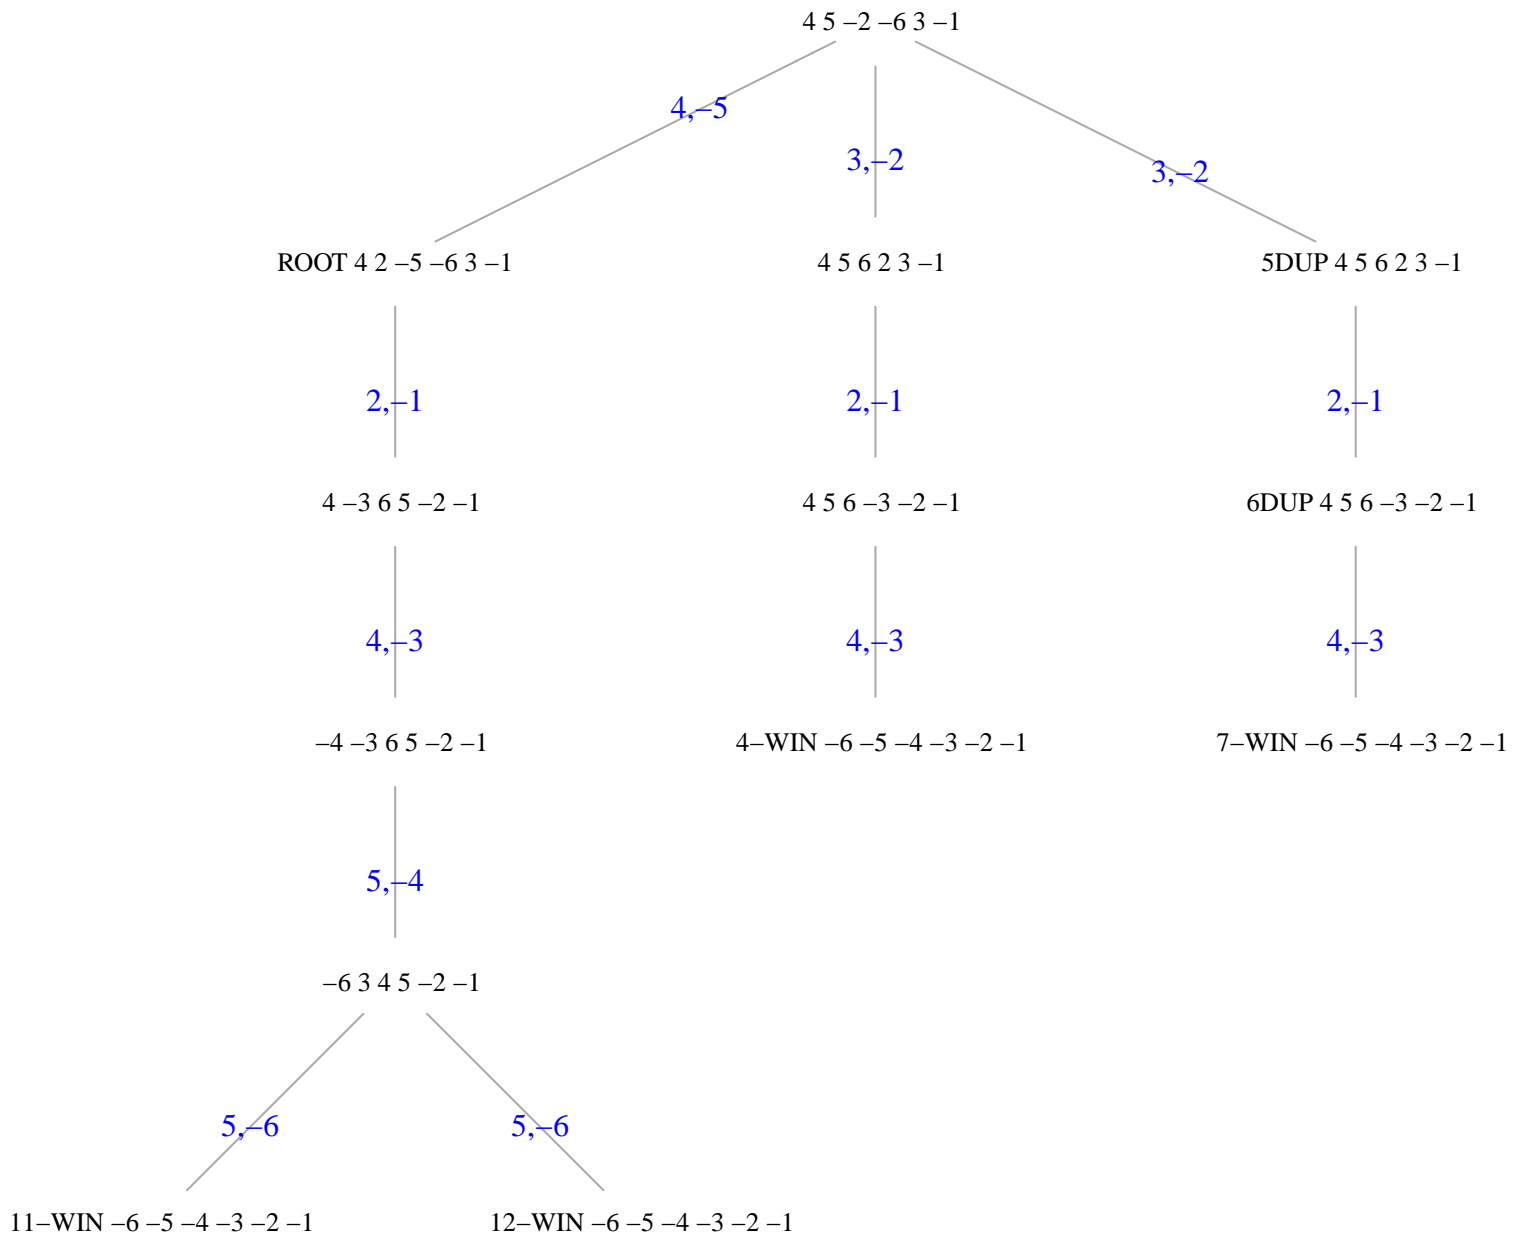 4 5 –2 –6 3 –1
4,–5
3,–2
3,–2
ROOT 4 2 –5 –6 3 –1
4 5 6 2 3 –1
5DUP 4 5 6 2 3 –1
2,–1
2,–1
2,–1
4 –3 6 5 –2 –1
4 5 6 –3 –2 –1
6DUP 4 5 6 –3 –2 –1
4,–3
4,–3
4,–3
–4 –3 6 5 –2 –1
4–WIN –6 –5 –4 –3 –2 –1
7–WIN –6 –5 –4 –3 –2 –1
5,–4
–6 3 4 5 –2 –1
5,–6
5,–6
11–WIN –6 –5 –4 –3 –2 –1
12–WIN –6 –5 –4 –3 –2 –1